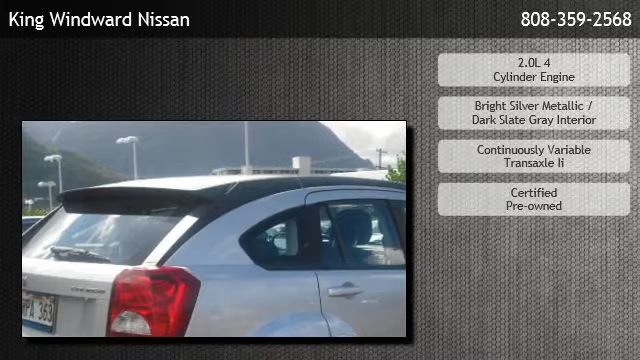 King Windward Nissan
808-359-2568
2.0L 4
Cylinder Engine
Bright Silver Metallic /
Dark Slate Gray Interior
Continuously Variable
Transaxle Ii
Certified
Pre-owned
363